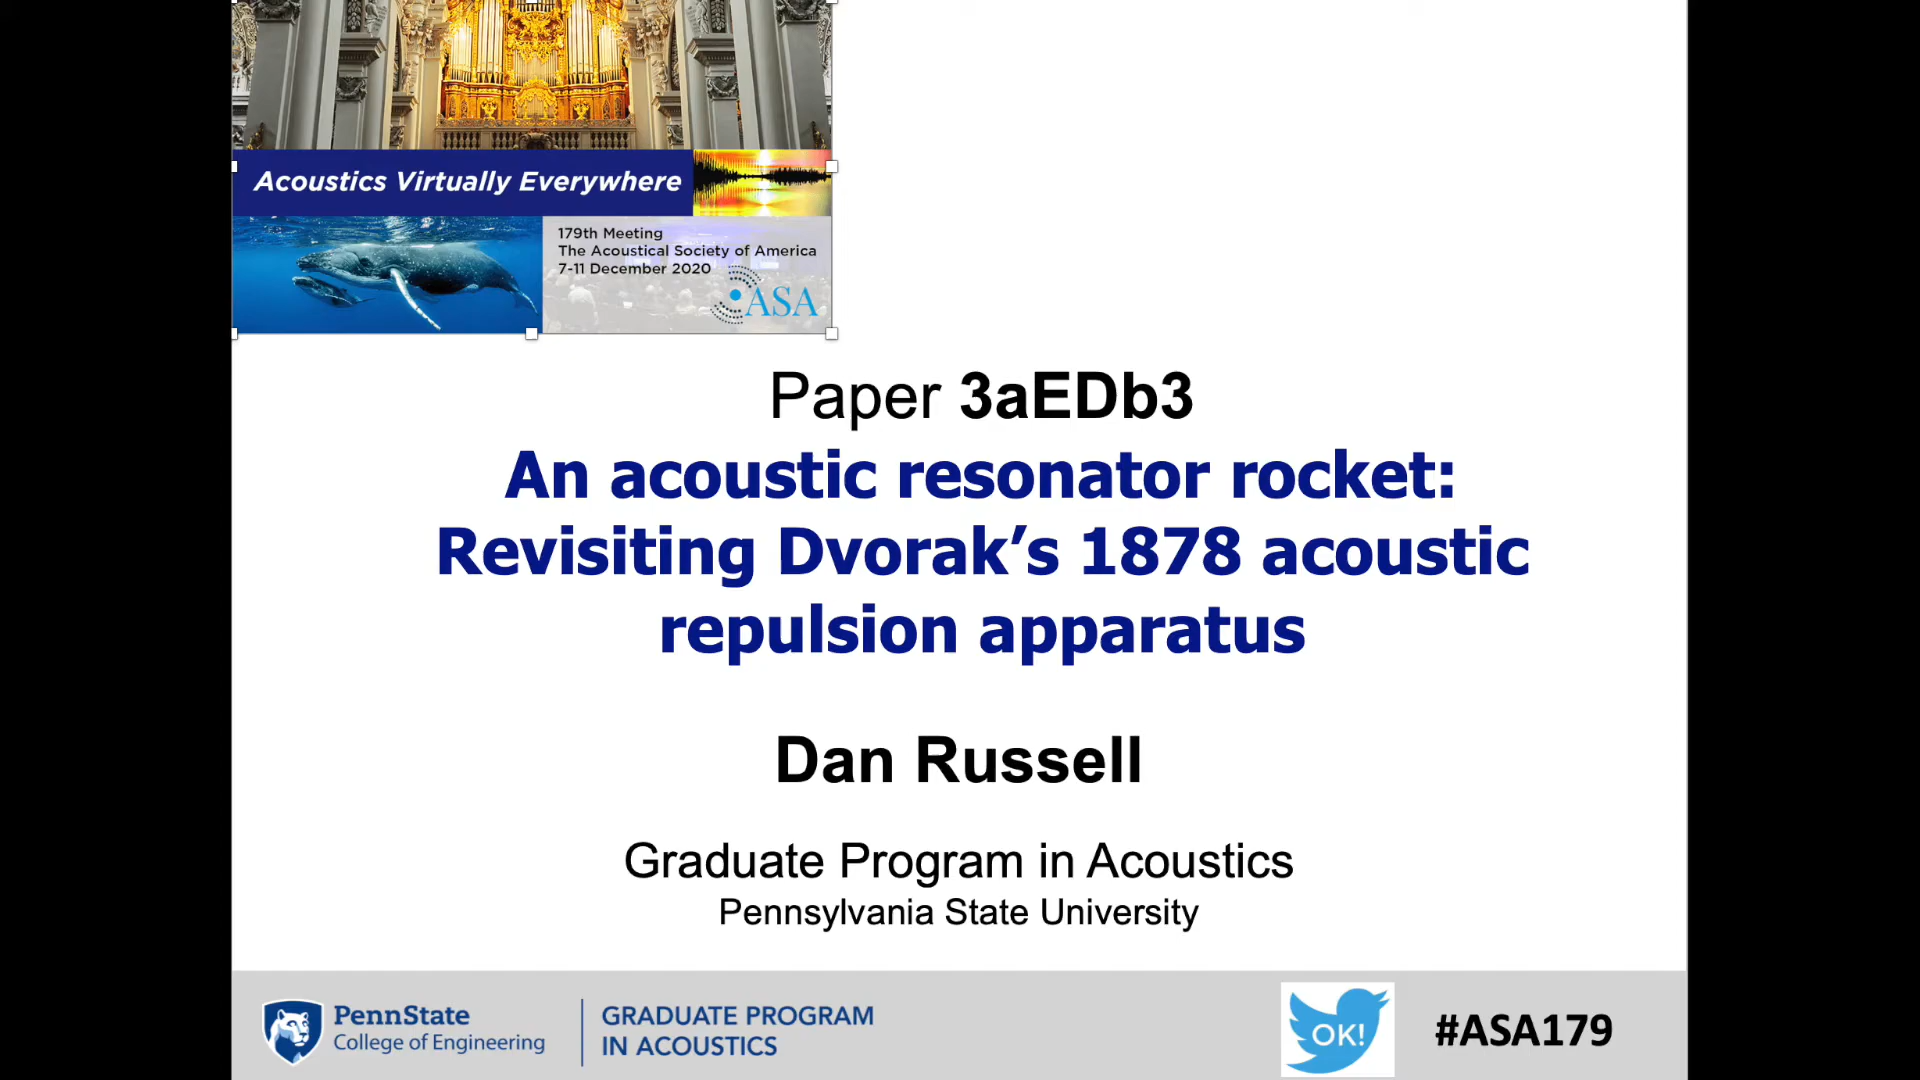 Acoustics Virtually Everywhere
179th Meeting
The Acoustical Society of America
7-11 December 2020
ASA
Paper 3aEDb3
An acoustic resonator rocket:
Revisiting Dvorak’s 1878 acoustic
repulsion apparatus
Dan Russell
Graduate Program in Acoustics
Pennsylvania State University
PennState
College of Engineering
GRADUATE PROGRAM
IN ACOUSTICS
OK!
#ASA179